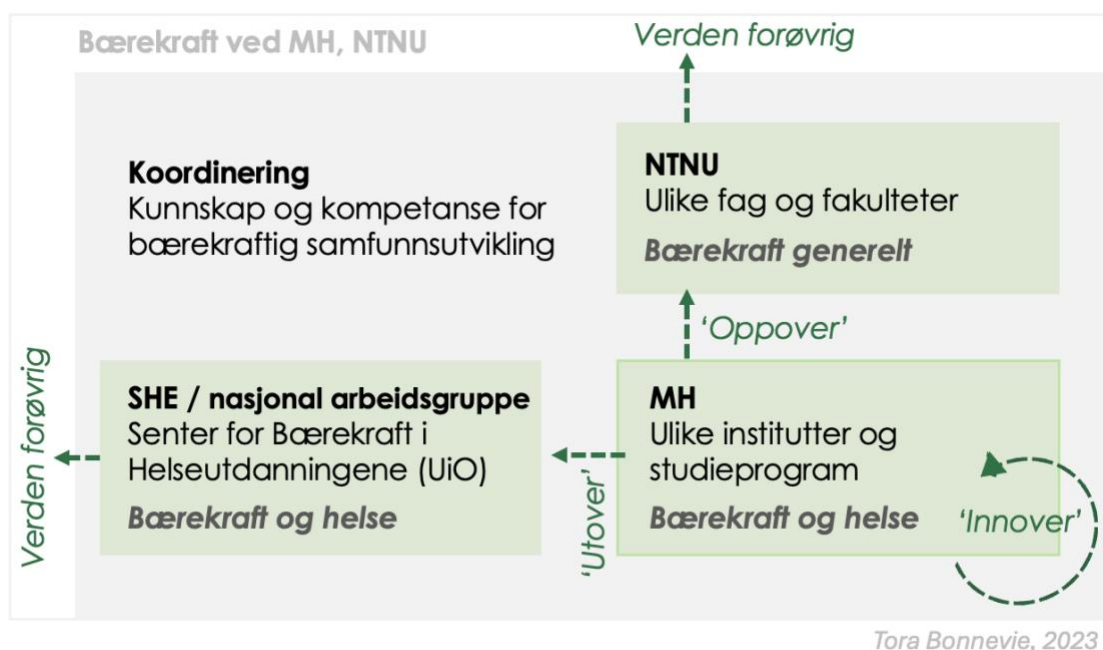 Bærekraft ved MH, NTNU
Verden forøvrig
Koordinering
Kunnskap og kompetanse for
bærekraftig samfunnsutvikling
NTNU
Ulike fag og fakulteter
Bærekraft generelt
‘Oppover’
Verden forøvrig
SHE / nasjonal arbeidsgruppe
Senter for Bærekraft i
Helseutdanningene (UiO)
Bærekraft og helse
‘Utover’
MH
Ulike institutter og
studieprogram
Bærekraft og helse
‘Innover’
Tora Bonnevie, 2023